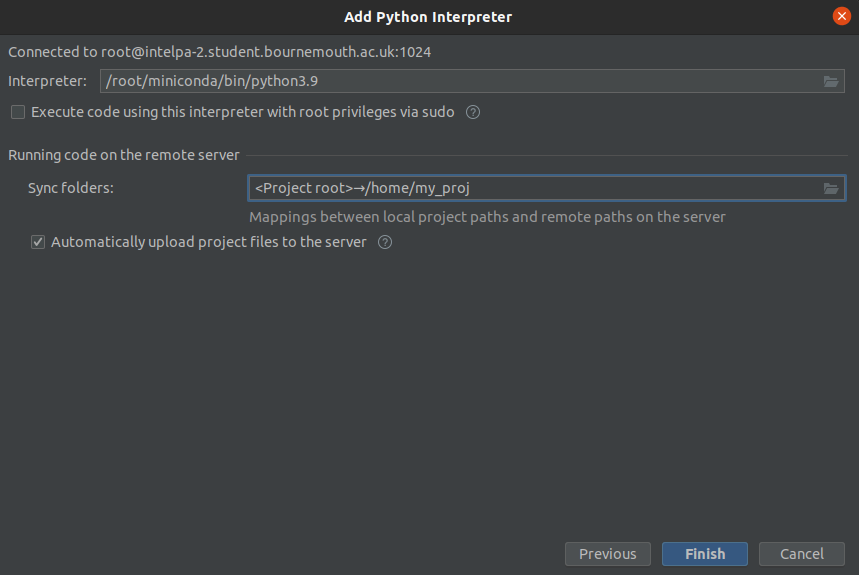 Add Python Interpreter
Connected to root@intelpa-2.student.bournemouth.ac.uk:1024
Interpreter: /root/miniconda/bin/python3.9
Execute code using this interpreter with root privileges via sudo ?
Running code on the remote server
Sync folders: <Project root>→/home/my_proj
Mappings between local project paths and remote paths on the server
Automatically upload project files to the server ?
Previous Finish Cancel